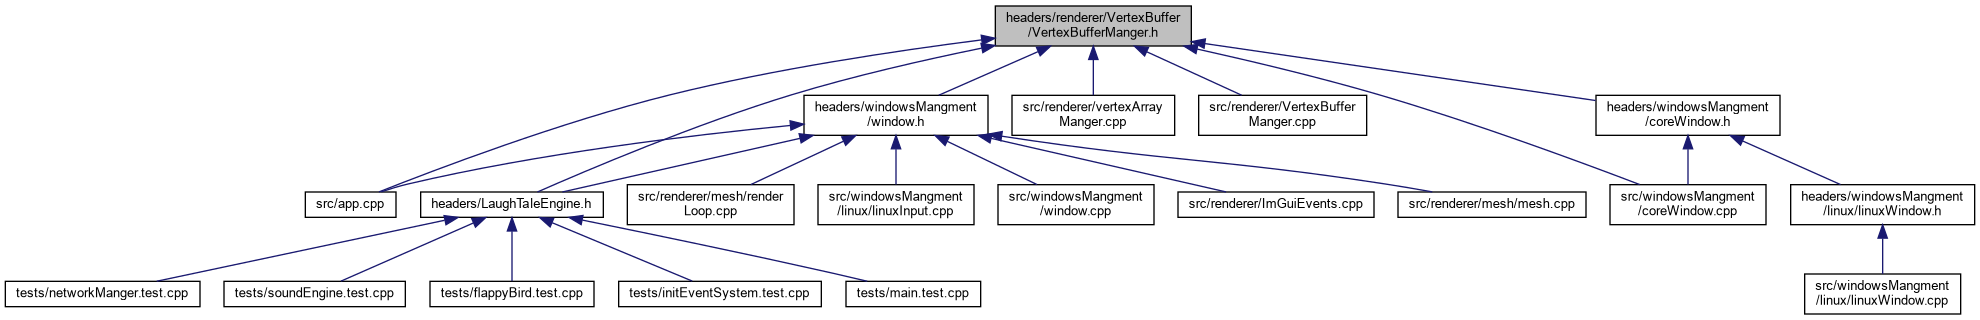 headers/renderer/VertexBuffer
/VertexBufferManger.h
headers/windowsMangment
/window.h
src/renderer/vertexArray
Manger.cpp
src/renderer/VertexBuffer
Manger.cpp
headers/windowsMangment
/coreWindow.h
src/app.cpp
headers/LaughTaleEngine.h
src/renderer/mesh/render
Loop.cpp
src/windowsMangment
/linux/linuxInput.cpp
src/windowsMangment
/window.cpp
src/renderer/ImGuiEvents.cpp
src/renderer/mesh/mesh.cpp
src/windowsMangment
/coreWindow.cpp
headers/windowsMangment
/linux/linuxWindow.h
tests/networkManger.test.cpp
tests/soundEngine.test.cpp
tests/flappyBird.test.cpp
tests/initEventSystem.test.cpp
tests/main.test.cpp
src/windowsMangment
/linux/linuxWindow.cpp